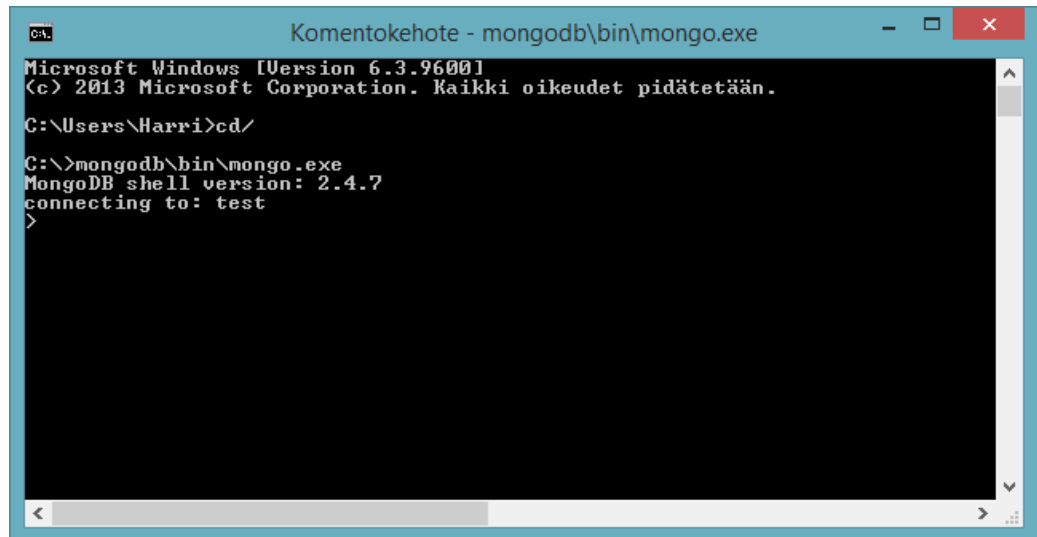 Komentokehote - mongodb\bin\mongo.exe
Microsoft Windows [Version 6.3.9600]
(c) 2013 Microsoft Corporation. Kaikki oikeudet pidätetään.
C:\Users\Harri>cd/
C:\>mongodb\bin\mongo.exe
MongoDB shell version: 2.4.7
connecting to: test
>